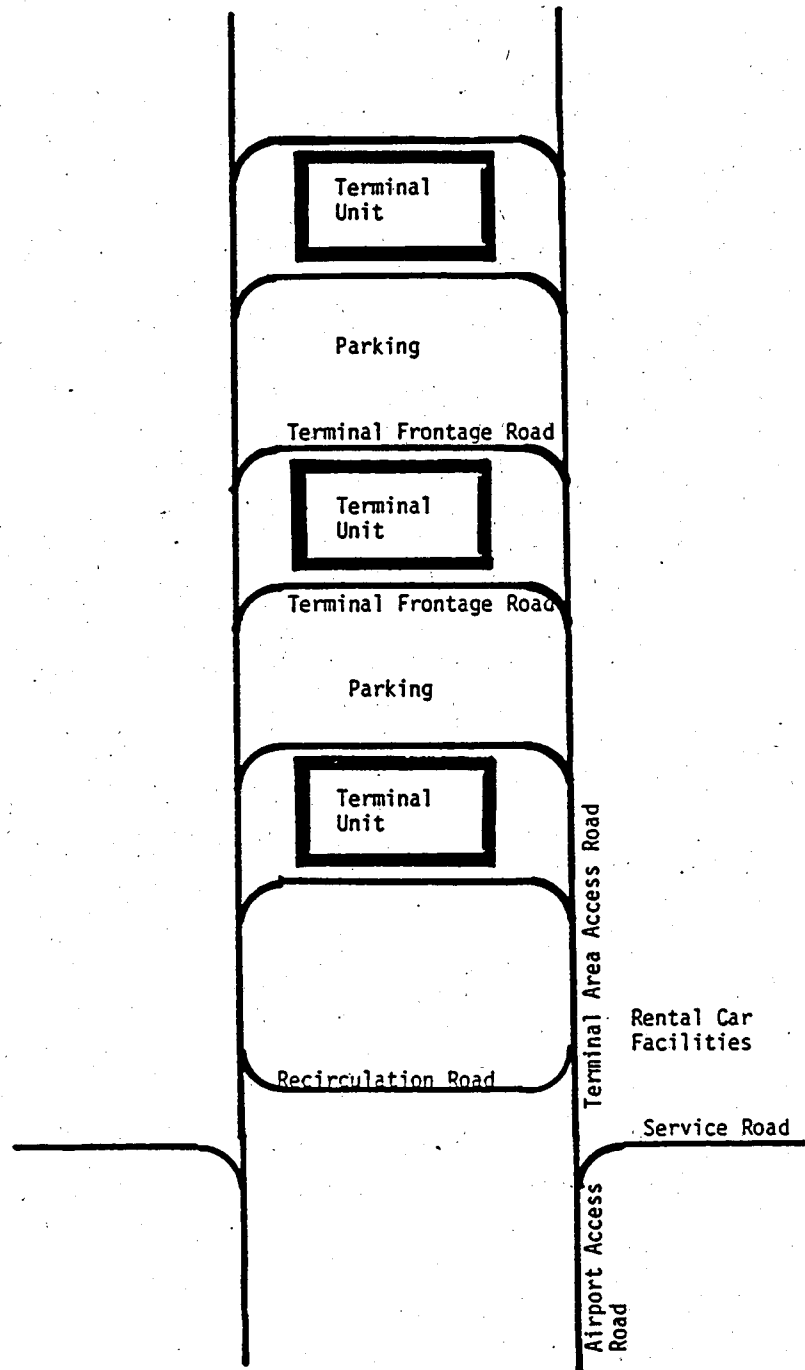 Terminal
Unit
Parking
Terminal Frontage Road
Terminal
Unit
Terminal Frontage Road
Parking
Terminal
Unit
Terminal Area Access Road
Rental Car
Facilities
Recirculation Road
Service Road
Airport Access
Road